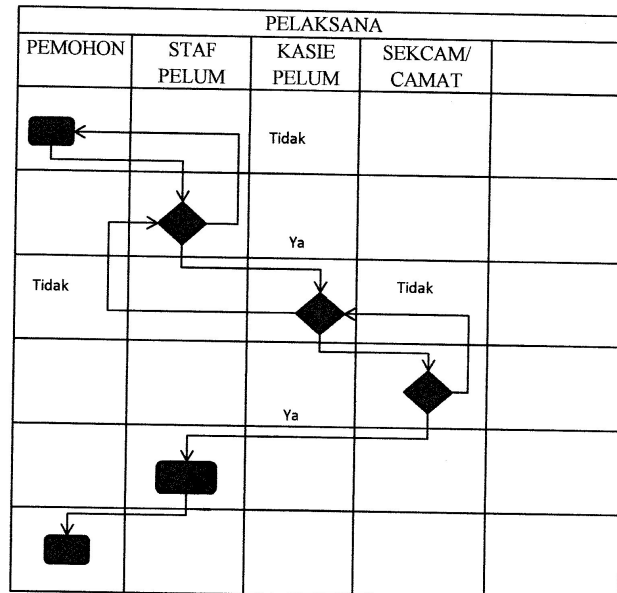 PELAKSANA
PEMOHON
STAF
PELUM
KASIE
PELUM
SEKCAM/
CAMAT
Tidak
Ya
Tidak
Tidak
Ya